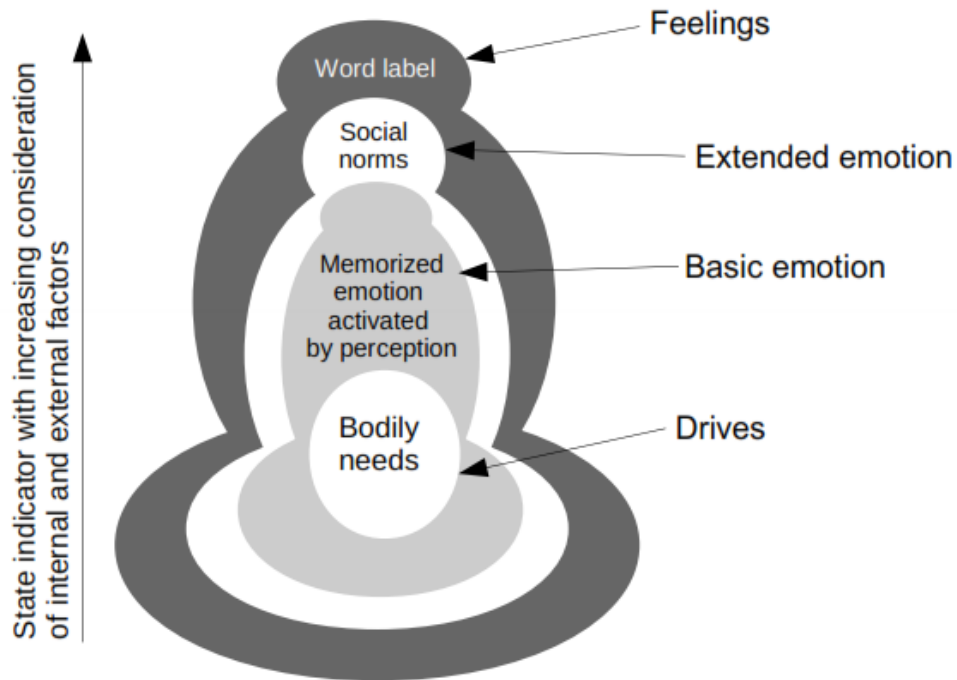 State indicator with increasing consideration
of internal and external factors
Word label
Feelings
Social
norms
Extended emotion
Memorized
emotion
activated
by perception
Basic emotion
Bodily
needs
Drives